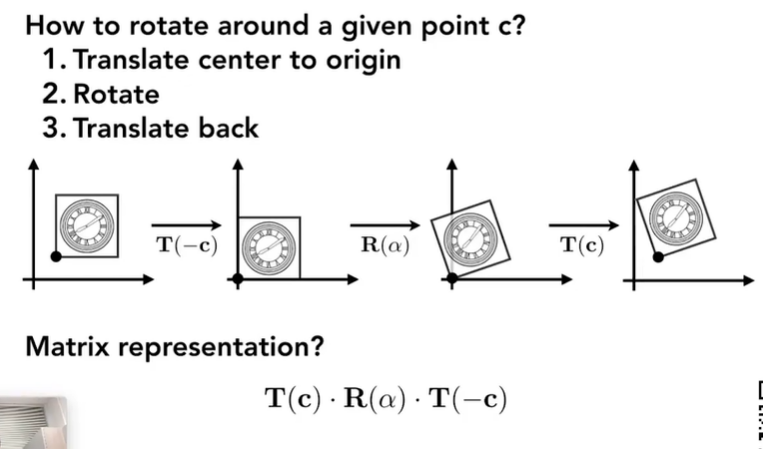 How to rotate around a given point c?
1. Translate center to origin
2. Rotate
3. Translate back
T(−c)
R(α)
T(c)
Matrix representation?
T(c) · R(α) · T(−c)